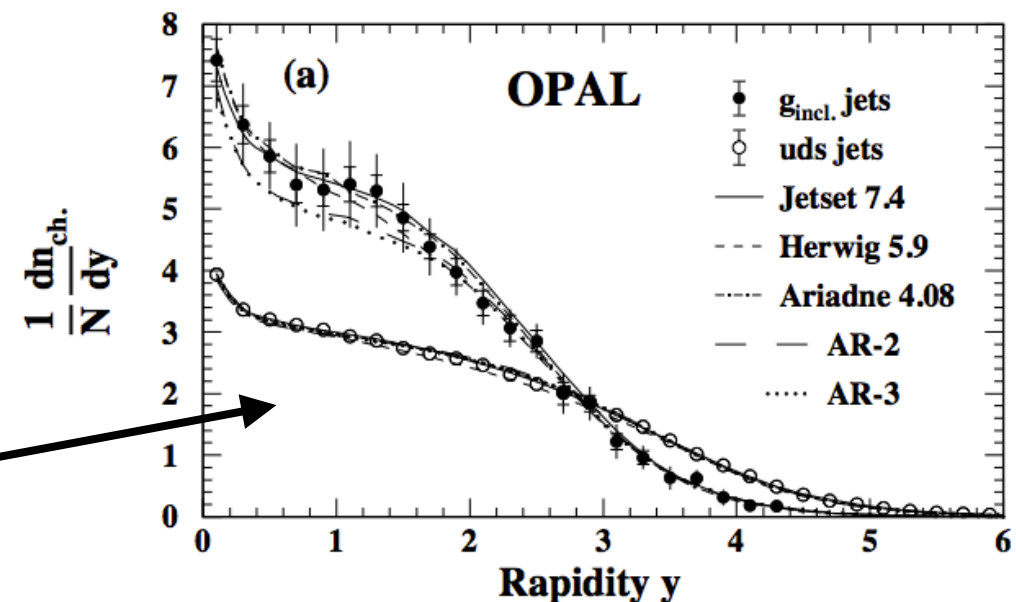 8
7
6
5
4
3
2
1
0
1 dn ch.
N dy
(a)
OPAL
g incl. jets
uds jets
Jetset 7.4
Herwig 5.9
Ariadne 4.08
AR-2
AR-3
0 1 2 3 4 5 6
Rapidity y